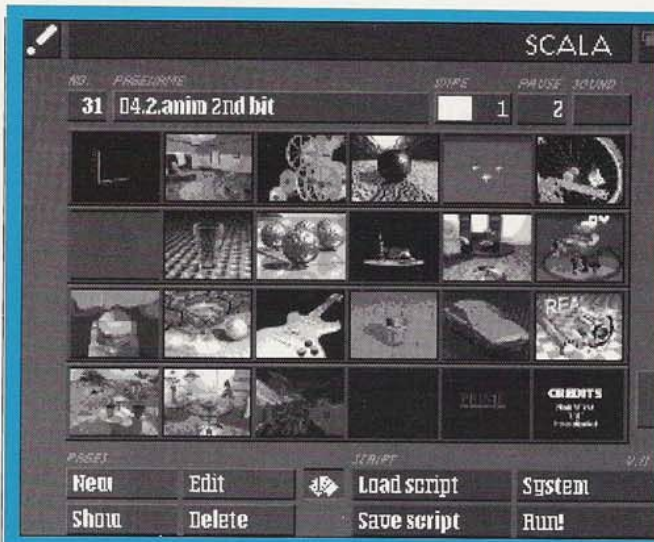 SCALA
NO. PAGENAME WIPE PAUSE SOUND
31 04.2.anim 2nd bit 1 2
REA
CREDITS
PAGES SCRIPT
New Edit Load script System
Show Delete Save script Run!